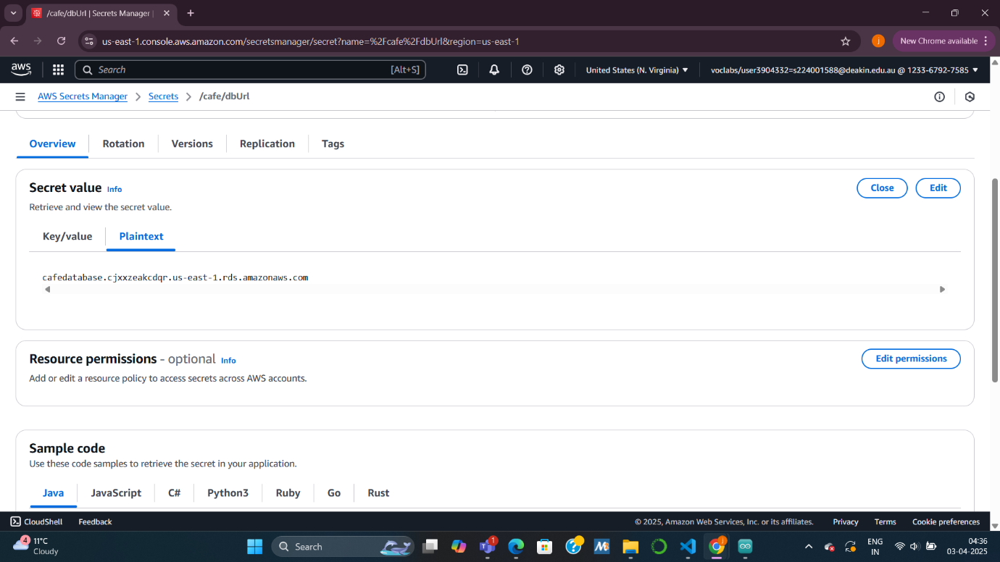 /cafe/dbUrl | Secrets Manager |
us-east-1.console.aws.amazon.com/secretsmanager/secret?name=%2Fcafe%2FdbUrl&region=us-east-1
j
New Chrome available
aws
Search [Alt+S]
United States (N. Virginia)
voclabs/user3904332=s224001588@deakin.edu.au @ 1233-6792-7585
AWS Secrets Manager
Secrets
/cafe/dbUrl
Overview
Rotation
Versions
Replication
Tags
Secret value Info
Close
Edit
Retrieve and view the secret value.
Key/value
Plaintext
cafedatabase.cjxxzeakcdqr.us-east-1.rds.amazonaws.com
Resource permissions - optional Info
Edit permissions
Add or edit a resource policy to access secrets across AWS accounts.
Sample code
Use these code samples to retrieve the secret in your application.
Java
JavaScript
C#
Python3
Ruby
Go
Rust
CloudShell
Feedback
© 2025, Amazon Web Services, Inc. or its affiliates.
Privacy
Terms
Cookie preferences
4
11°C
Cloudy
Search
1
j
ENG
IN
04:36
03-04-2025